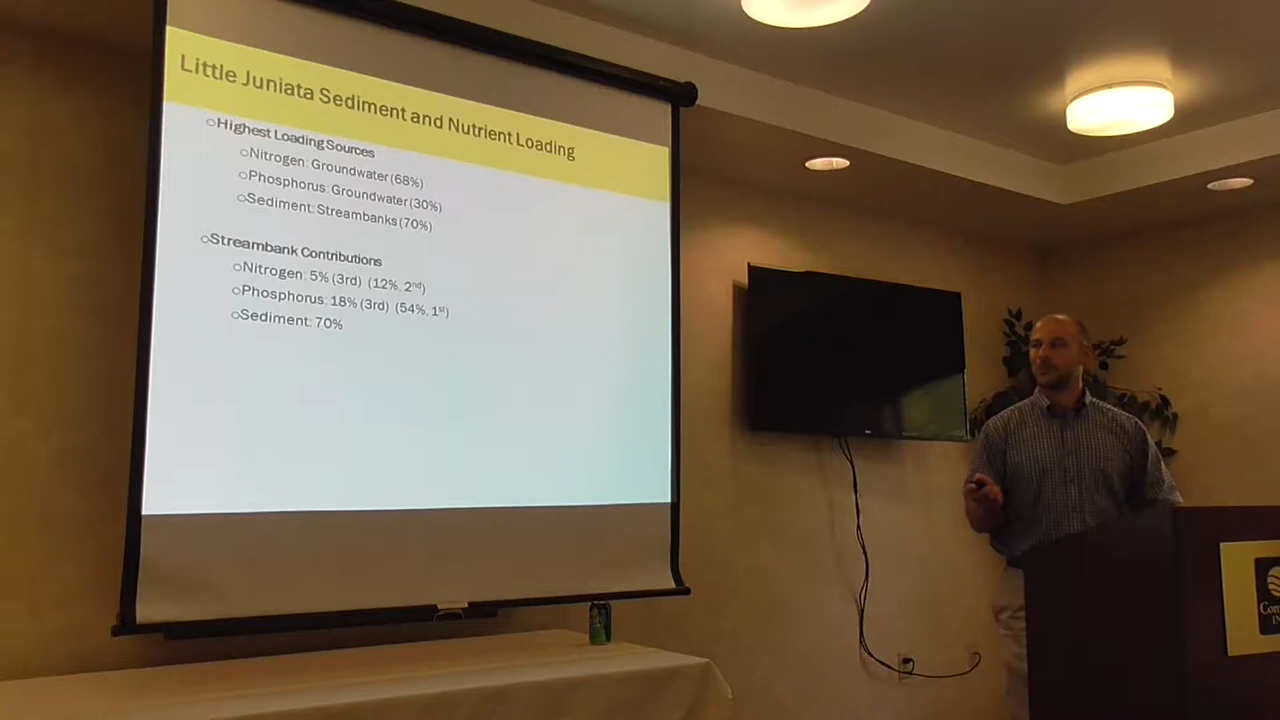 Little Juniata Sediment and Nutrient Loading
Highest Loading Sources
Nitrogen: Groundwater (68%)
Phosphorus: Groundwater (30%)
Sediment: Streambanks (70%)
Streambank Contributions
Nitrogen: 5% (3rd) (12%, 2nd)
Phosphorus: 18% (3rd) (54%, 1st)
Sediment: 70%